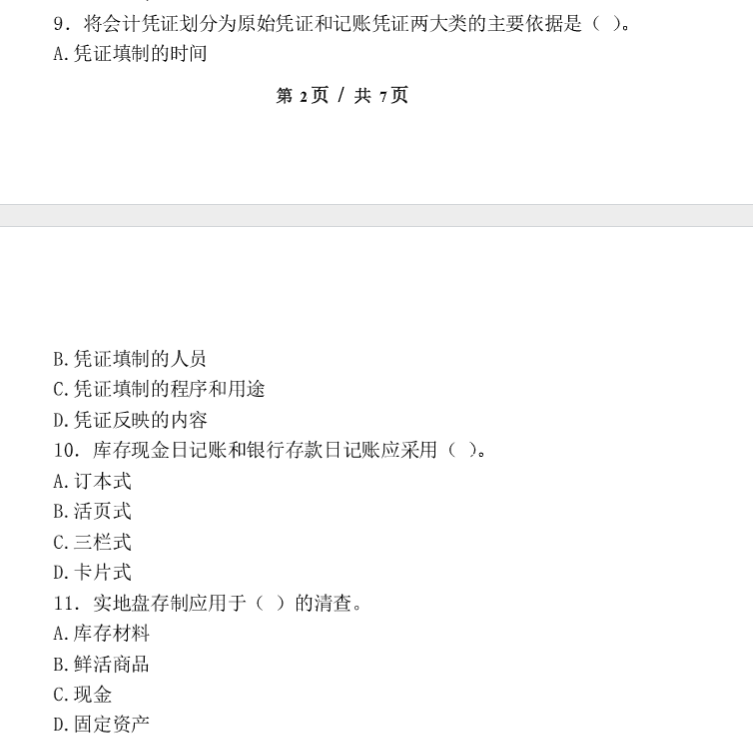 9. 将会计凭证划分为原始凭证和记账凭证两大类的主要依据是（ ）。
A.凭证填制的时间
第 2页 / 共 7页
B.凭证填制的人员
C.凭证填制的程序和用途
D.凭证反映的内容
10. 库存现金日记账和银行存款日记账应采用（ ）。
A.订本式
B.活页式
C.三栏式
D.卡片式
11. 实地盘存制应用于（ ）的清查。
A.库存材料
B.鲜活商品
C.现金
D.固定资产